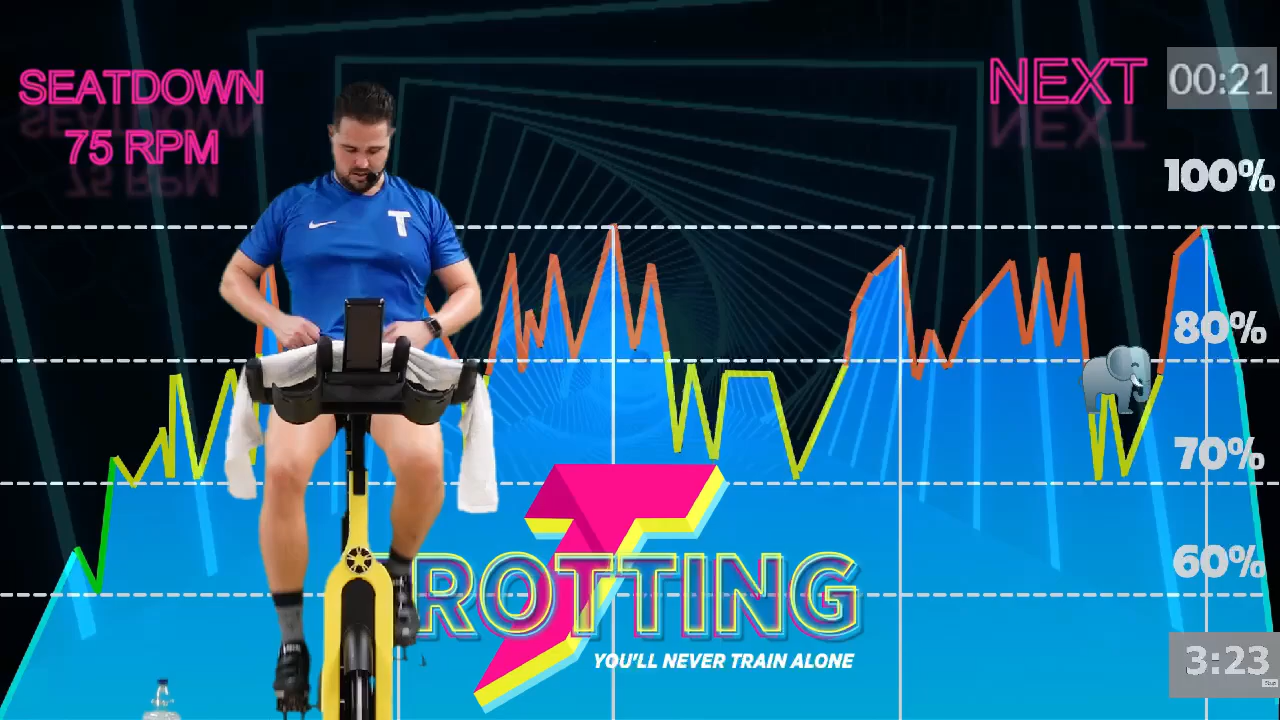 SEATDOWN
75 RPM
NEXT
00:21
100%
80%
70%
60%
T
TROTTING
YOU'LL NEVER TRAIN ALONE
3:23